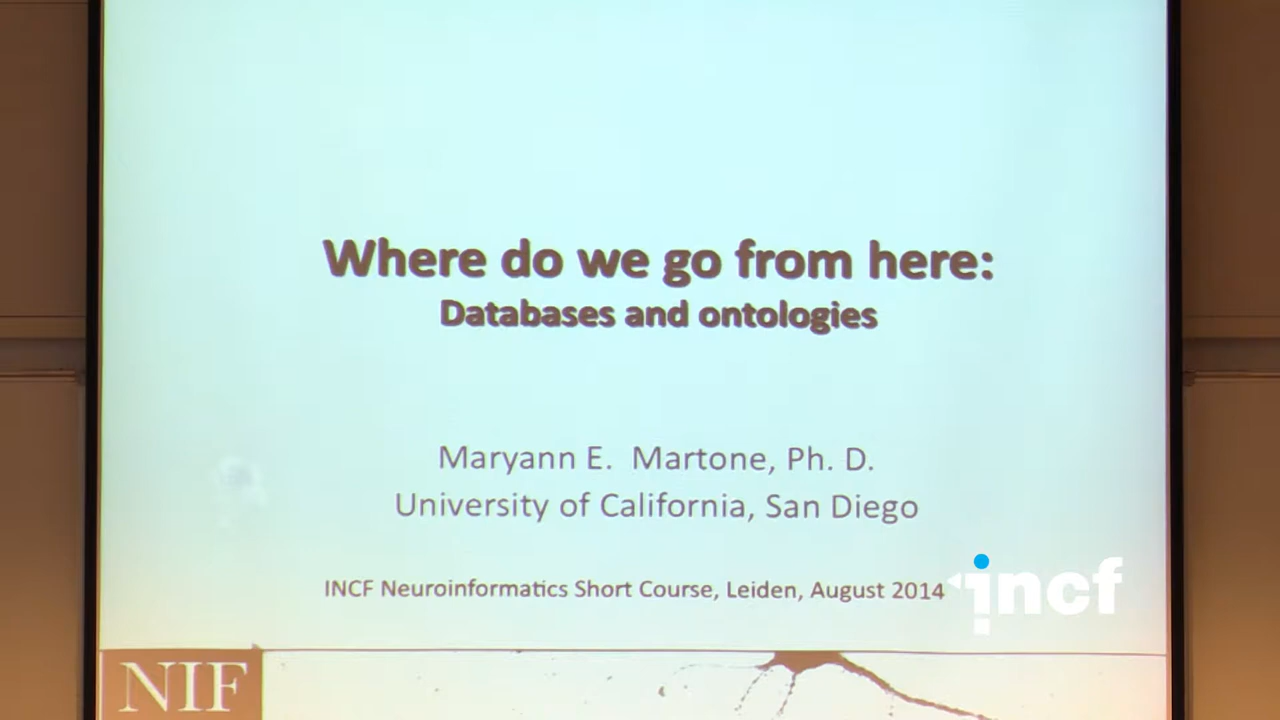 Where do we go from here:
Databases and ontologies
Maryann E. Martone, Ph. D.
University of California, San Diego
INCF Neuroinformatics Short Course, Leiden, August 2014
incf
NIF